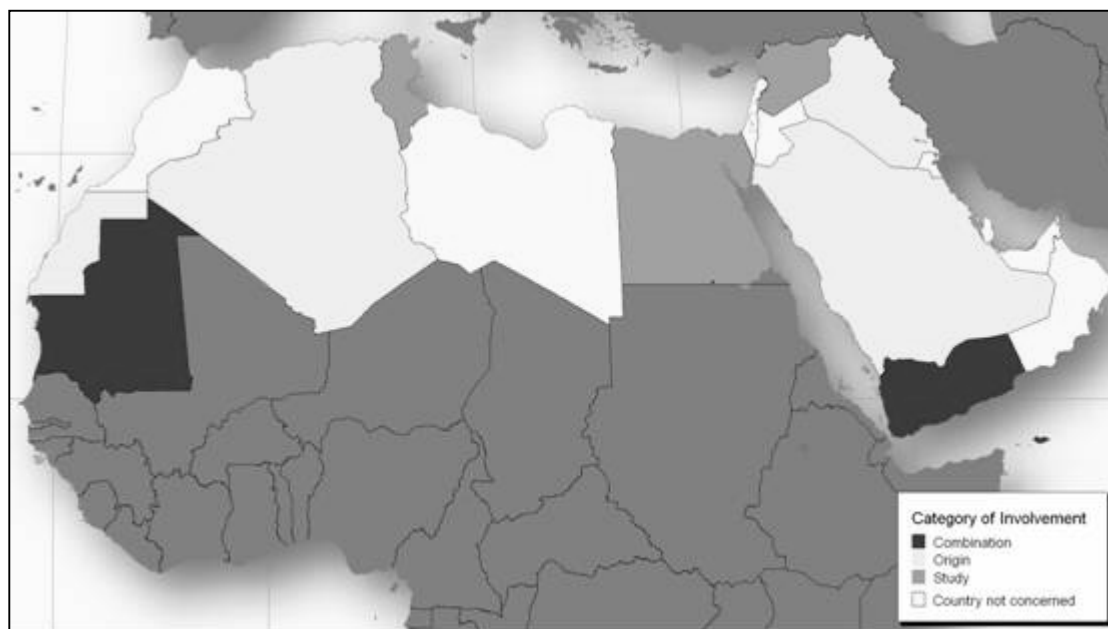 Category of Involvement
Combination
Origin
Study
Country not concerned